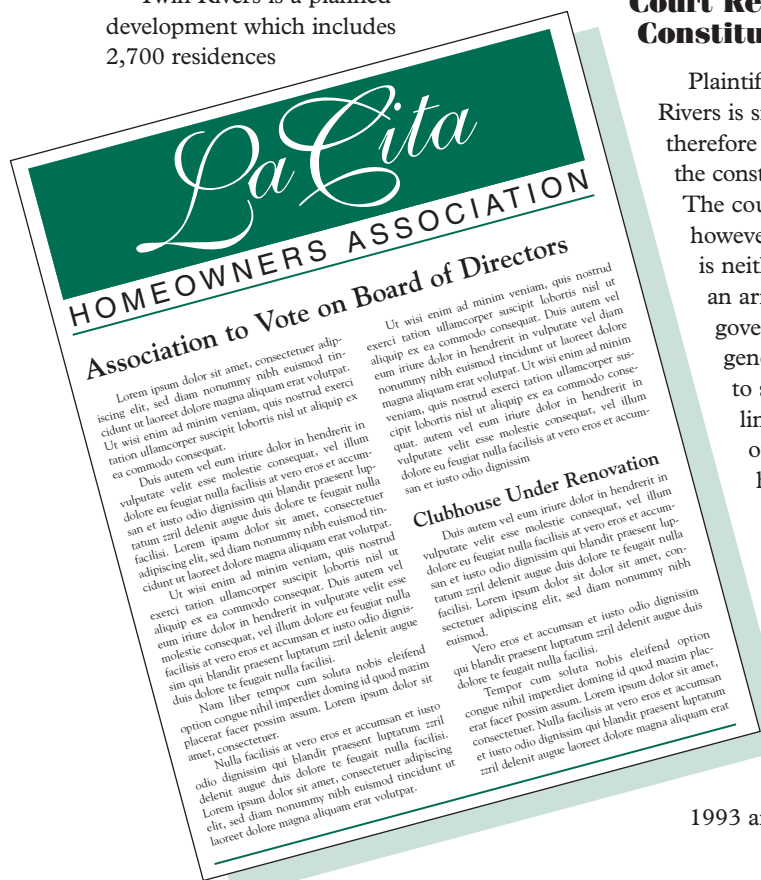 Twin Rivers is a planned
development which includes
2,700 residences
La Cita
HOMEOWNERS ASSOCIATION
Association to Vote on Board of Directors
Lorem ipsum dolor sit amet, consectetuer adip-
iscing elit, sed diam nonummy nibh euismod tin-
cidunt ut laoreet dolore magna aliquam erat volutpat.
Ut wisi enim ad minim veniam, quis nostrud exerci
tation ullamcorper suscipit lobortis nisl ut aliquip ex
ea commodo consequat.
Duis autem vel eum iriure dolor in hendrerit in
vulputate velit esse molestie consequat, vel illum
dolore eu feugiat nulla facilisis at vero eros et accum-
san et iusto odio dignissim qui blandit praesent lup-
tatum zzril delenit augue duis dolore te feugait nulla
facilisi. Lorem ipsum dolor sit amet, consectetuer
adipiscing elit, sed diam nonummy nibh euismod tin-
cidunt ut laoreet dolore magna aliquam erat volutpat.
Ut wisi enim ad minim veniam, quis nostrud
exerci tation ullamcorper suscipit lobortis nisl ut
aliquip ex ea commodo consequat. Duis autem vel
eum iriure dolor in hendrerit in vulputate velit esse
molestie consequat, vel illum dolore eu feugiat nulla
facilisis at vero eros et accumsan et iusto odio dignis-
sim qui blandit praesent luptatum zzril delenit augue
duis dolore te feugait nulla facilisi.
Nam liber tempor cum soluta nobis eleifend
option congue nihil imperdiet doming id quod mazim
placerat facer possim assum. Lorem ipsum dolor sit
amet, consectetuer.
Nulla facilisis at vero eros et accumsan et iusto
odio dignissim qui blandit praesent luptatum zzril
delenit augue duis dolore te feugait nulla facilisi.
Lorem ipsum dolor sit amet, consectetuer adipiscing
elit, sed diam nonummy nibh euismod tincidunt ut
laoreet dolore magna aliquam erat volutpat.
Ut wisi enim ad minim veniam, quis nostrud
exerci tation ullamcorper suscipit lobortis nisl ut
aliquip ex ea commodo consequat. Duis autem vel
eum iriure dolor in hendrerit in vulputate vel diam
nonummy nibh euismod tincidunt ut laoreet dolore
magna aliquam erat volutpat. Ut wisi enim ad minim
veniam, quis nostrud exerci tation ullamcorper sus-
cipit lobortis nisl ut aliquip ex ea commodo conse-
quat. autem vel eum iriure dolor in hendrerit in
vulputate velit esse molestie consequat, vel illum
dolore eu feugiat nulla facilisis at vero eros et accum-
san et iusto odio dignissim
Clubhouse Under Renovation
Duis autem vel eum iriure dolor in hendrerit in
vulputate velit esse molestie consequat, vel illum
dolore eu feugiat nulla facilisis at vero eros et accum-
san et iusto odio dignissim qui blandit praesent lup-
tatum zzril delenit augue duis dolore te feugait nulla
facilisi. Lorem ipsum dolor sit dolor sit amet, con-
sectetuer adipiscing elit, sed diam nonummy nibh
euismod.
Vero eros et accumsan et iusto odio dignissim
qui blandit praesent luptatum zzril delenit augue duis
dolore te feugait nulla facilisi.
Tempor cum soluta nobis eleifend option
congue nihil imperdiet doming id quod mazim plac-
erat facer possim assum. Lorem ipsum dolor sit amet,
consectetuer. Nulla facilisis at vero eros et accumsan
et iusto odio dignissim qui blandit praesent luptatum
zzril delenit augue laoreet dolore magna aliquam erat
Court Re
Constitu
Plaintif
Rivers is s
therefore
the const
The cou
howeve
is neit
an ar
gove
gen
to s
lin
o
h
1993 a